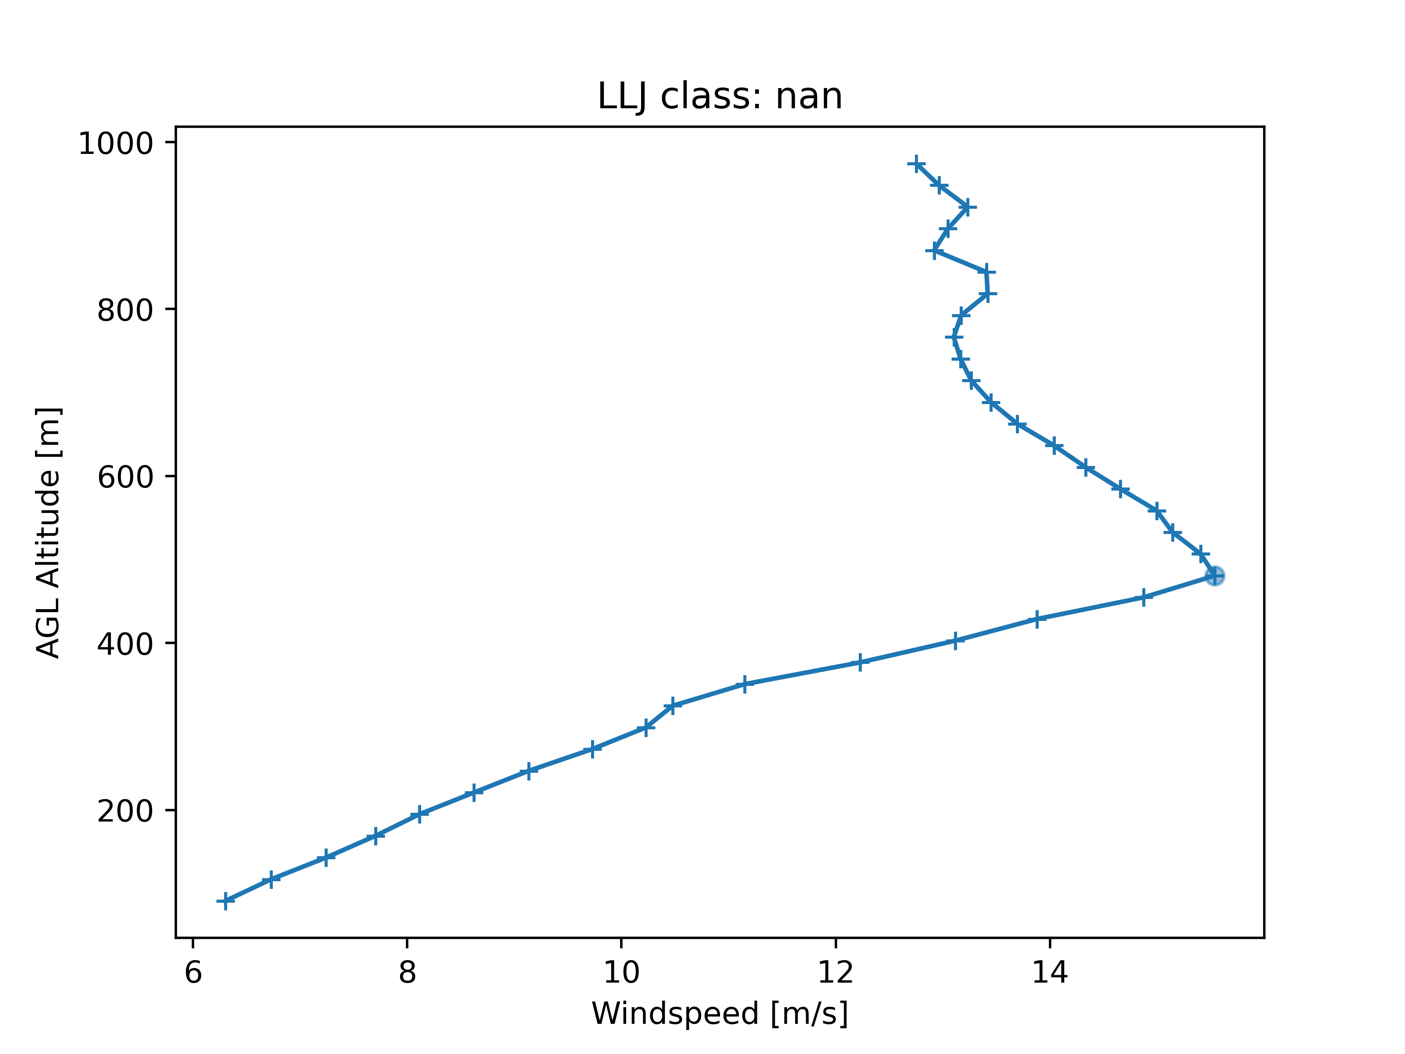 LLJ class: nan
1000
800
600
400
200
AGL Altitude [m]
6 8 10 12 14
Windspeed [m/s]